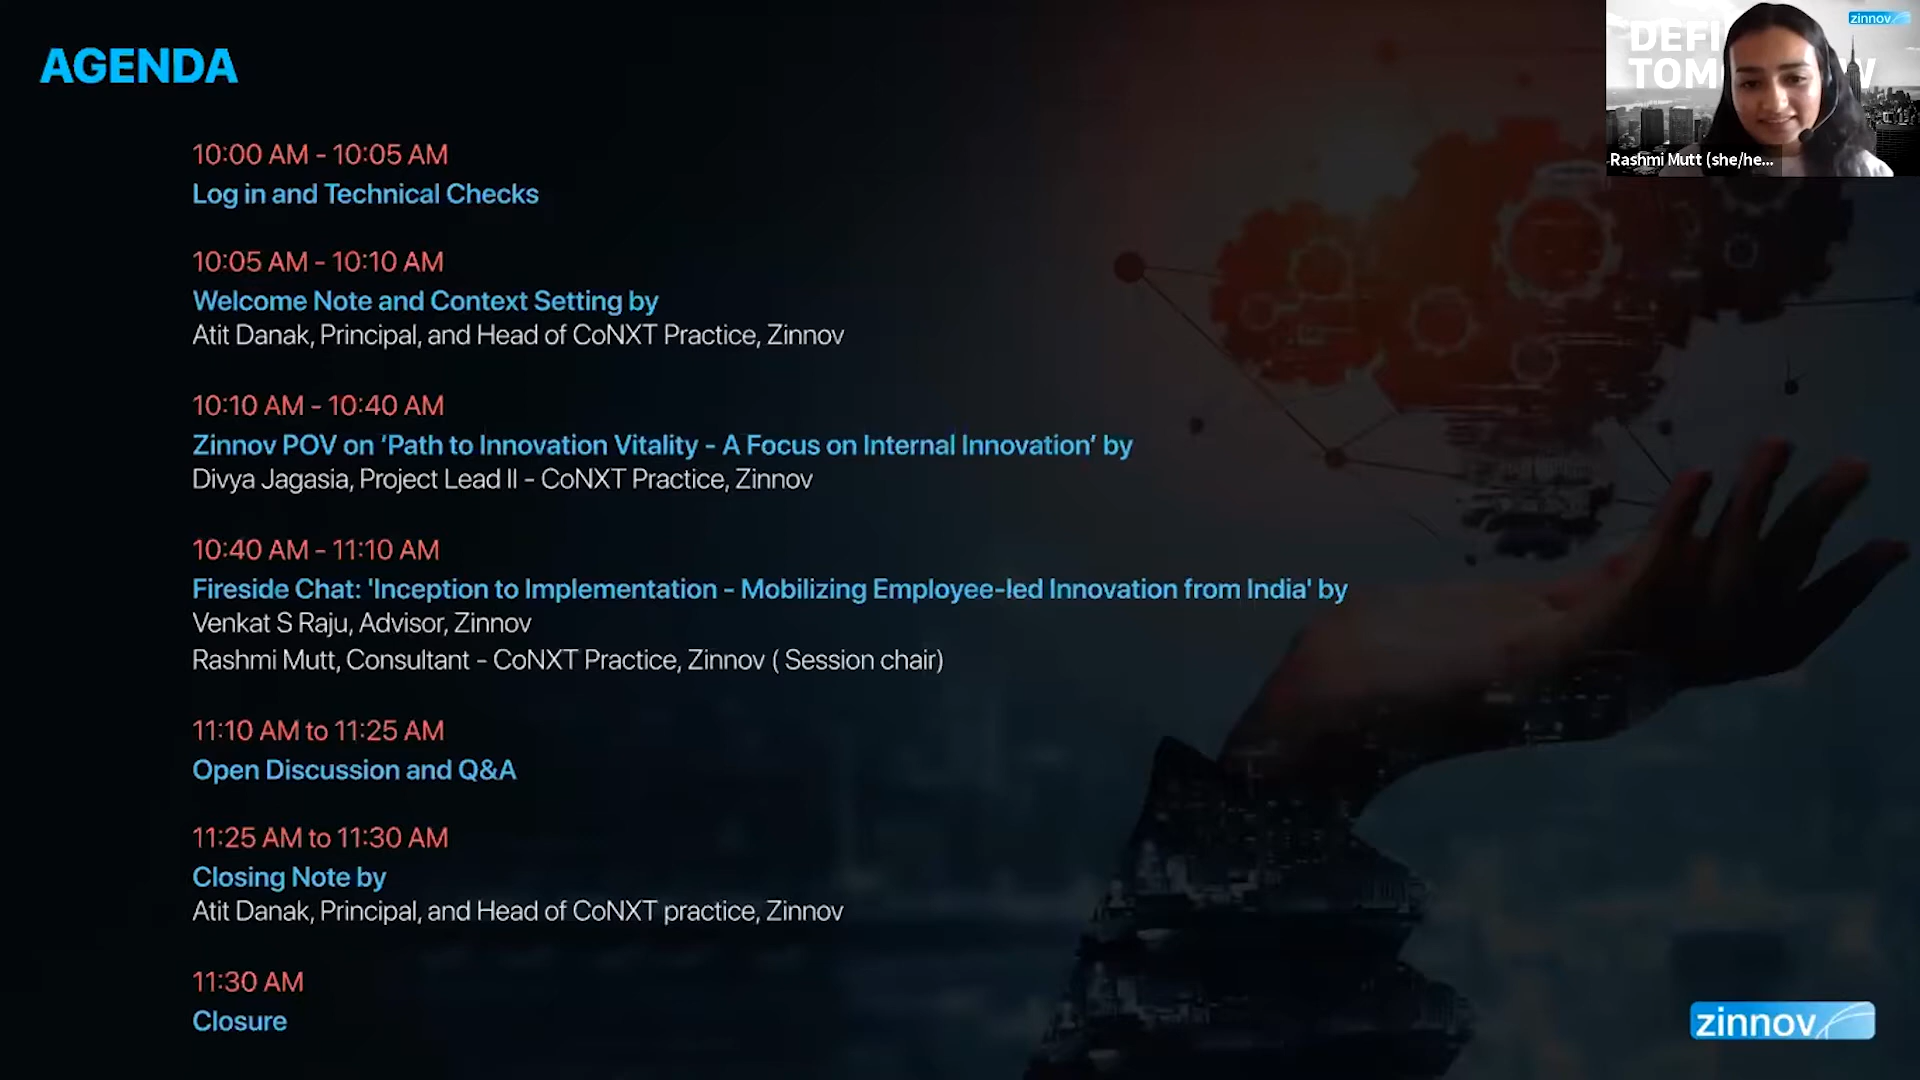 AGENDA
10:00 AM - 10:05 AM
Log in and Technical Checks
10:05 AM - 10:10 AM
Welcome Note and Context Setting by
Atit Danak, Principal, and Head of CoNXT Practice, Zinnov
10:10 AM - 10:40 AM
Zinnov POV on ‘Path to Innovation Vitality - A Focus on Internal Innovation’ by
Divya Jagasia, Project Lead II - CoNXT Practice, Zinnov
10:40 AM - 11:10 AM
Fireside Chat: 'Inception to Implementation - Mobilizing Employee-led Innovation from India' by
Venkat S Raju, Advisor, Zinnov
Rashmi Mutt, Consultant - CoNXT Practice, Zinnov ( Session chair)
11:10 AM to 11:25 AM
Open Discussion and Q&A
11:25 AM to 11:30 AM
Closing Note by
Atit Danak, Principal, and Head of CoNXT practice, Zinnov
11:30 AM
Closure
zinnov
Rashmi Mutt (she/he...
zinnov